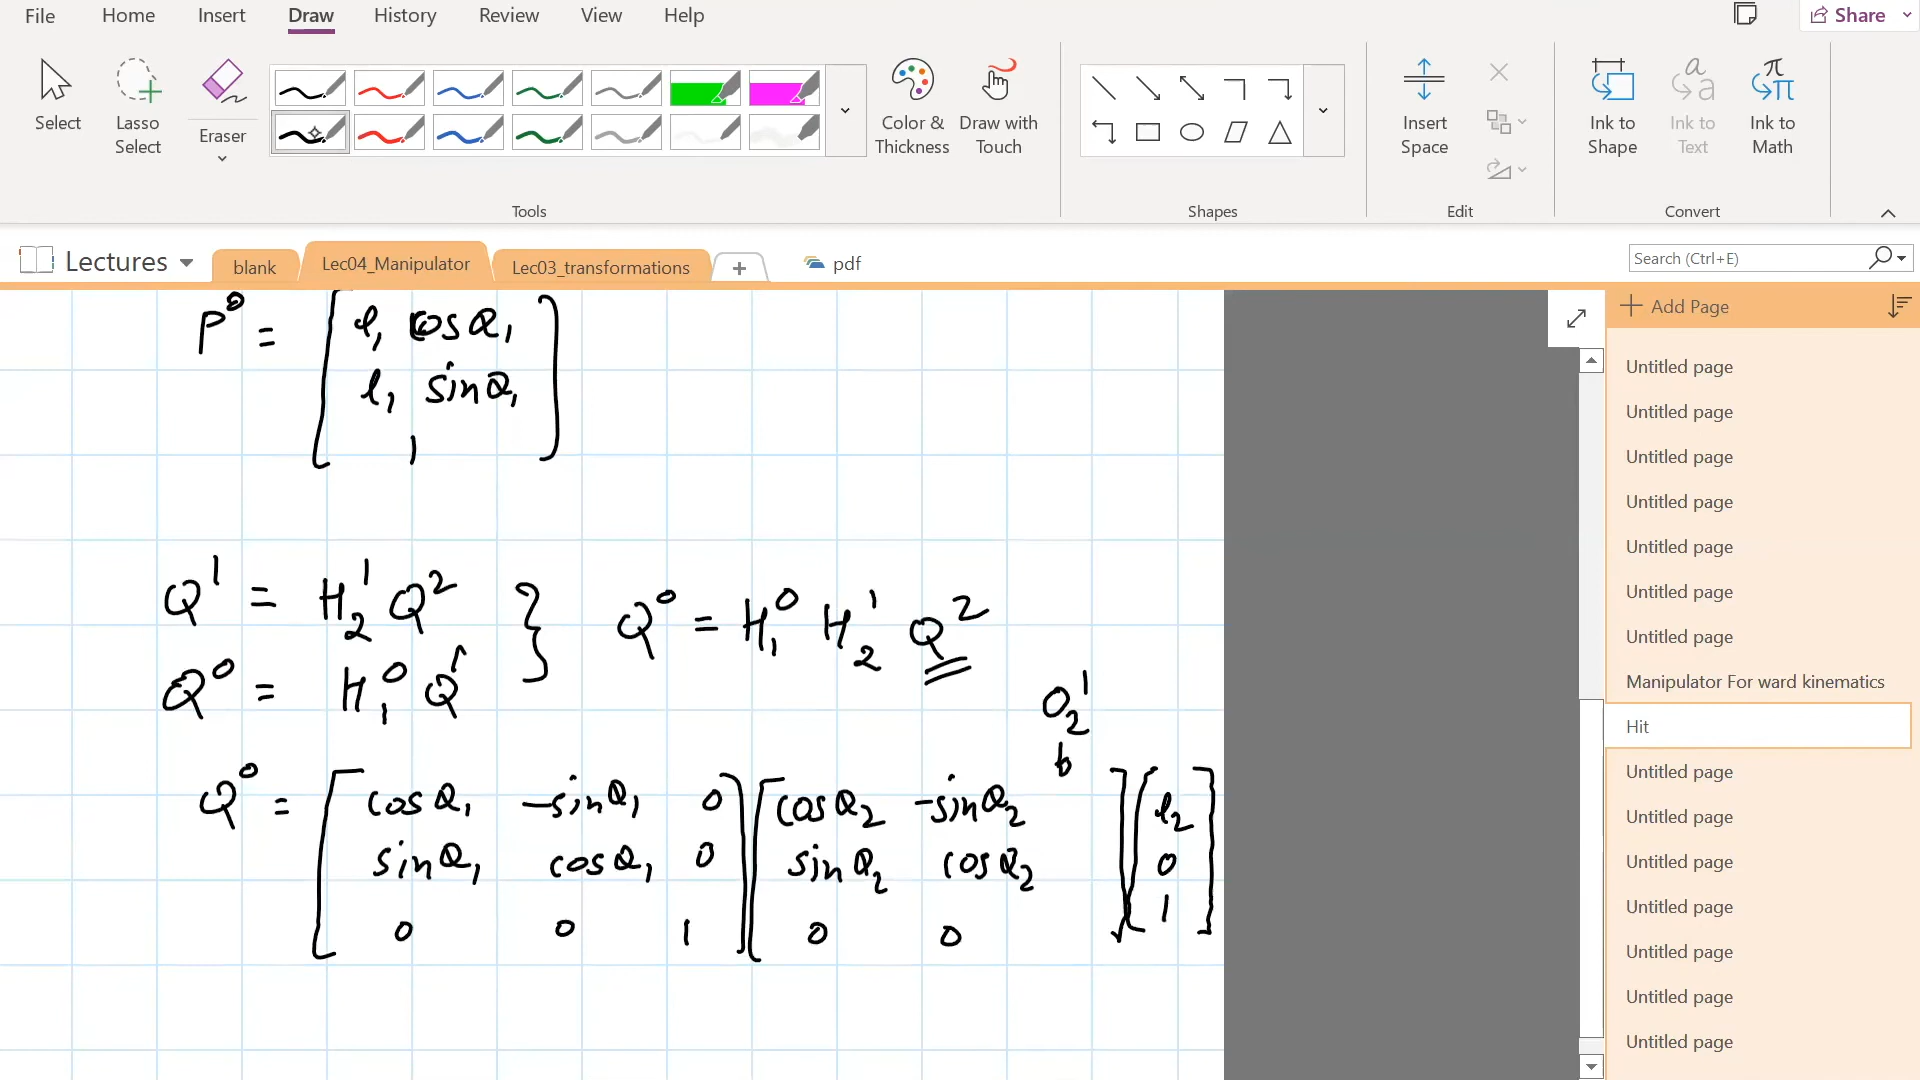 File Home Insert Draw History Review View Help Share
Select Lasso Select Eraser Color & Thickness Draw with Touch Insert Space Ink to Shape Ink to Text Ink to Math
Tools Shapes Edit Convert
Lectures blank Lec04_Manipulator Lec03_transformations + pdf Search (Ctrl+E)
Add Page
Untitled page
Untitled page
Untitled page
Untitled page
Untitled page
Untitled page
Untitled page
Manipulator For ward kinematics
Hit
Untitled page
Untitled page
Untitled page
Untitled page
Untitled page
Untitled page
Untitled page
P⁰ = [ l₁ cosθ₁
l₁ sinθ₁
1 ]
Q¹ = H₂¹ Q² } Q⁰ = H₁⁰ H₂¹ Q²
Q⁰ = H₁⁰ Q¹
O₂¹
Q⁰ = [ cosθ₁ -sinθ₁ 0 ] [ cosθ₂ -sinθ₂ ] [ l₂ ]
sinθ₁ cosθ₁ 0 sinθ₂ cosθ₂ 0
0 0 1 0 0 1